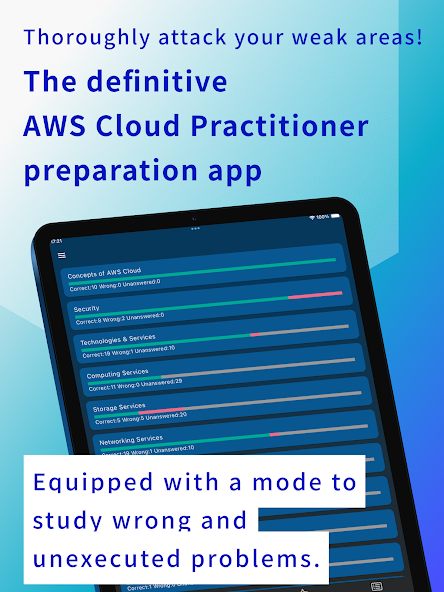 Thoroughly attack your weak areas!
The definitive
AWS Cloud Practitioner
preparation app
17:21
100%
Concepts of AWS Cloud
Correct:10 Wrong:0 Unanswered:0
Security
Correct:8 Wrong:2 Unanswered:0
Technologies & Services
Correct:19 Wrong:1 Unanswered:10
Computing Services
Correct:11 Wrong:0 Unanswered:29
Storage Services
Correct:5 Wrong:5 Unanswered:20
Networking Services
Correct:19 Wrong:1 Unanswered:10
Equipped with a mode to
study wrong and
unexecuted problems.
Correct:1 Wrong:0